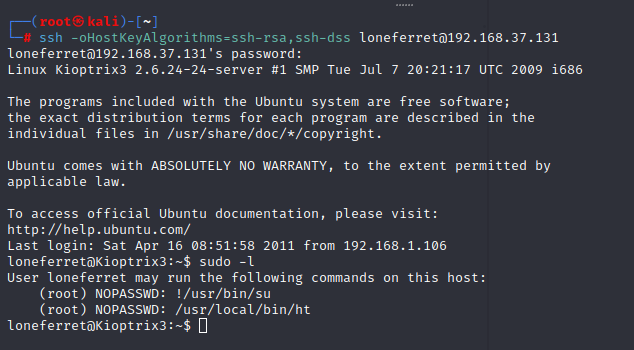 ┌──(root㉿kali)-[~]
└─# ssh -oHostKeyAlgorithms=ssh-rsa,ssh-dss loneferret@192.168.37.131
loneferret@192.168.37.131's password:
Linux Kioptrix3 2.6.24-24-server #1 SMP Tue Jul 7 20:21:17 UTC 2009 i686
The programs included with the Ubuntu system are free software;
the exact distribution terms for each program are described in the
individual files in /usr/share/doc/*/copyright.
Ubuntu comes with ABSOLUTELY NO WARRANTY, to the extent permitted by
applicable law.
To access official Ubuntu documentation, please visit:
http://help.ubuntu.com/
Last login: Sat Apr 16 08:51:58 2011 from 192.168.1.106
loneferret@Kioptrix3:~$ sudo -l
User loneferret may run the following commands on this host:
    (root) NOPASSWD: !/usr/bin/su
    (root) NOPASSWD: /usr/local/bin/ht
loneferret@Kioptrix3:~$